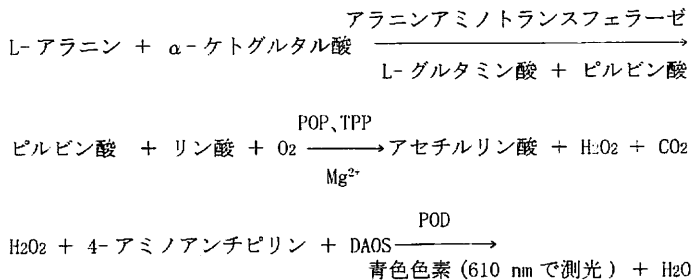 アラニンアミノトランスフェラーゼ
L-アラニン + α-ケトグルタル酸
L-グルタミン酸 + ピルビン酸
POP、TPP
ピルビン酸 + リン酸 + O2 アセチルリン酸 + H2O2 + CO2
Mg2+
POD
H2O2 + 4-アミノアンチピリン + DAOS
青色色素 (610 nm で測光) + H2O